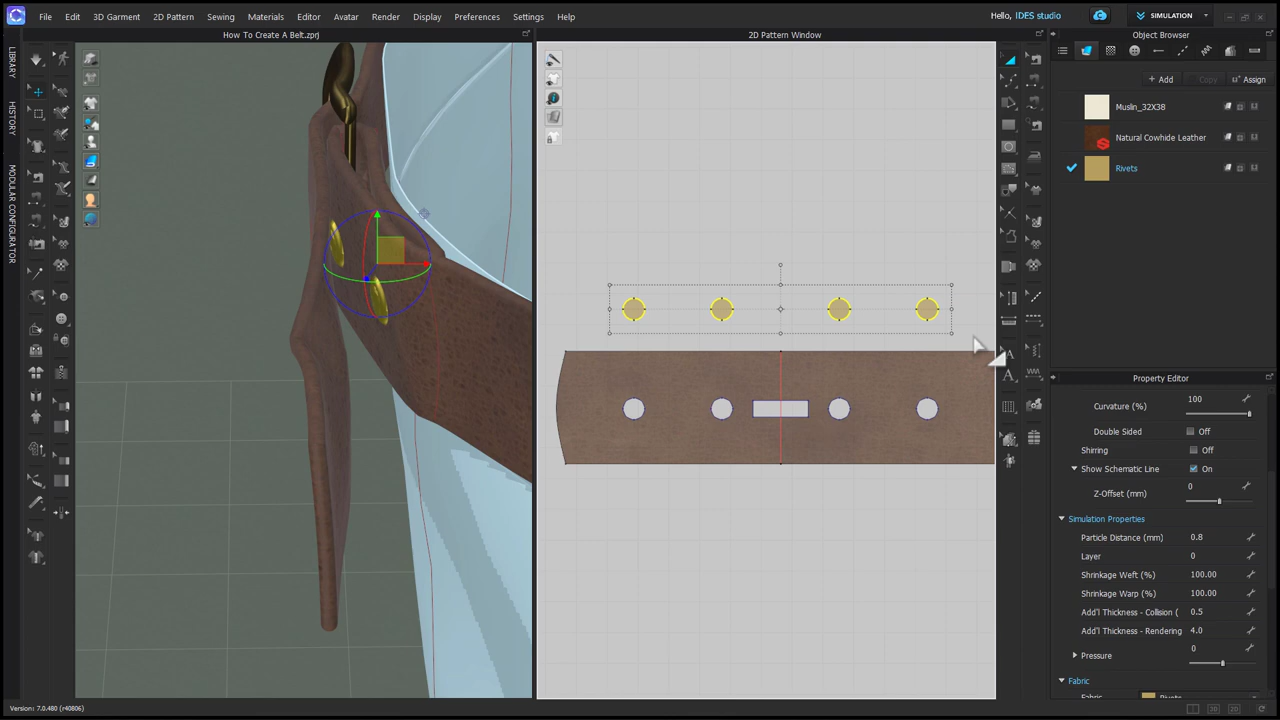 File Edit 3D Garment 2D Pattern Sewing Materials Editor Avatar Render Display Preferences Settings Help
Hello, IDES studio
SIMULATION
How To Create A Belt.zprj
2D Pattern Window
Object Browser
LIBRARY
HISTORY
MODULAR CONFIGURATOR
+ Add
Copy
Assign
Muslin_32X38
Natural Cowhide Leather
Rivets
Property Editor
Curvature (%) 100
Double Sided Off
Shirring Off
Show Schematic Line On
Z-Offset (mm) 0
Simulation Properties
Particle Distance (mm) 0.8
Layer 0
Shrinkage Weft (%) 100.00
Shrinkage Warp (%) 100.00
Add'l Thickness - Collision ( 0.5
Add'l Thickness - Rendering 4.0
Pressure 0
Fabric
Fabric Rivets
Version: 7.0.480 (r40806)
3D
2D